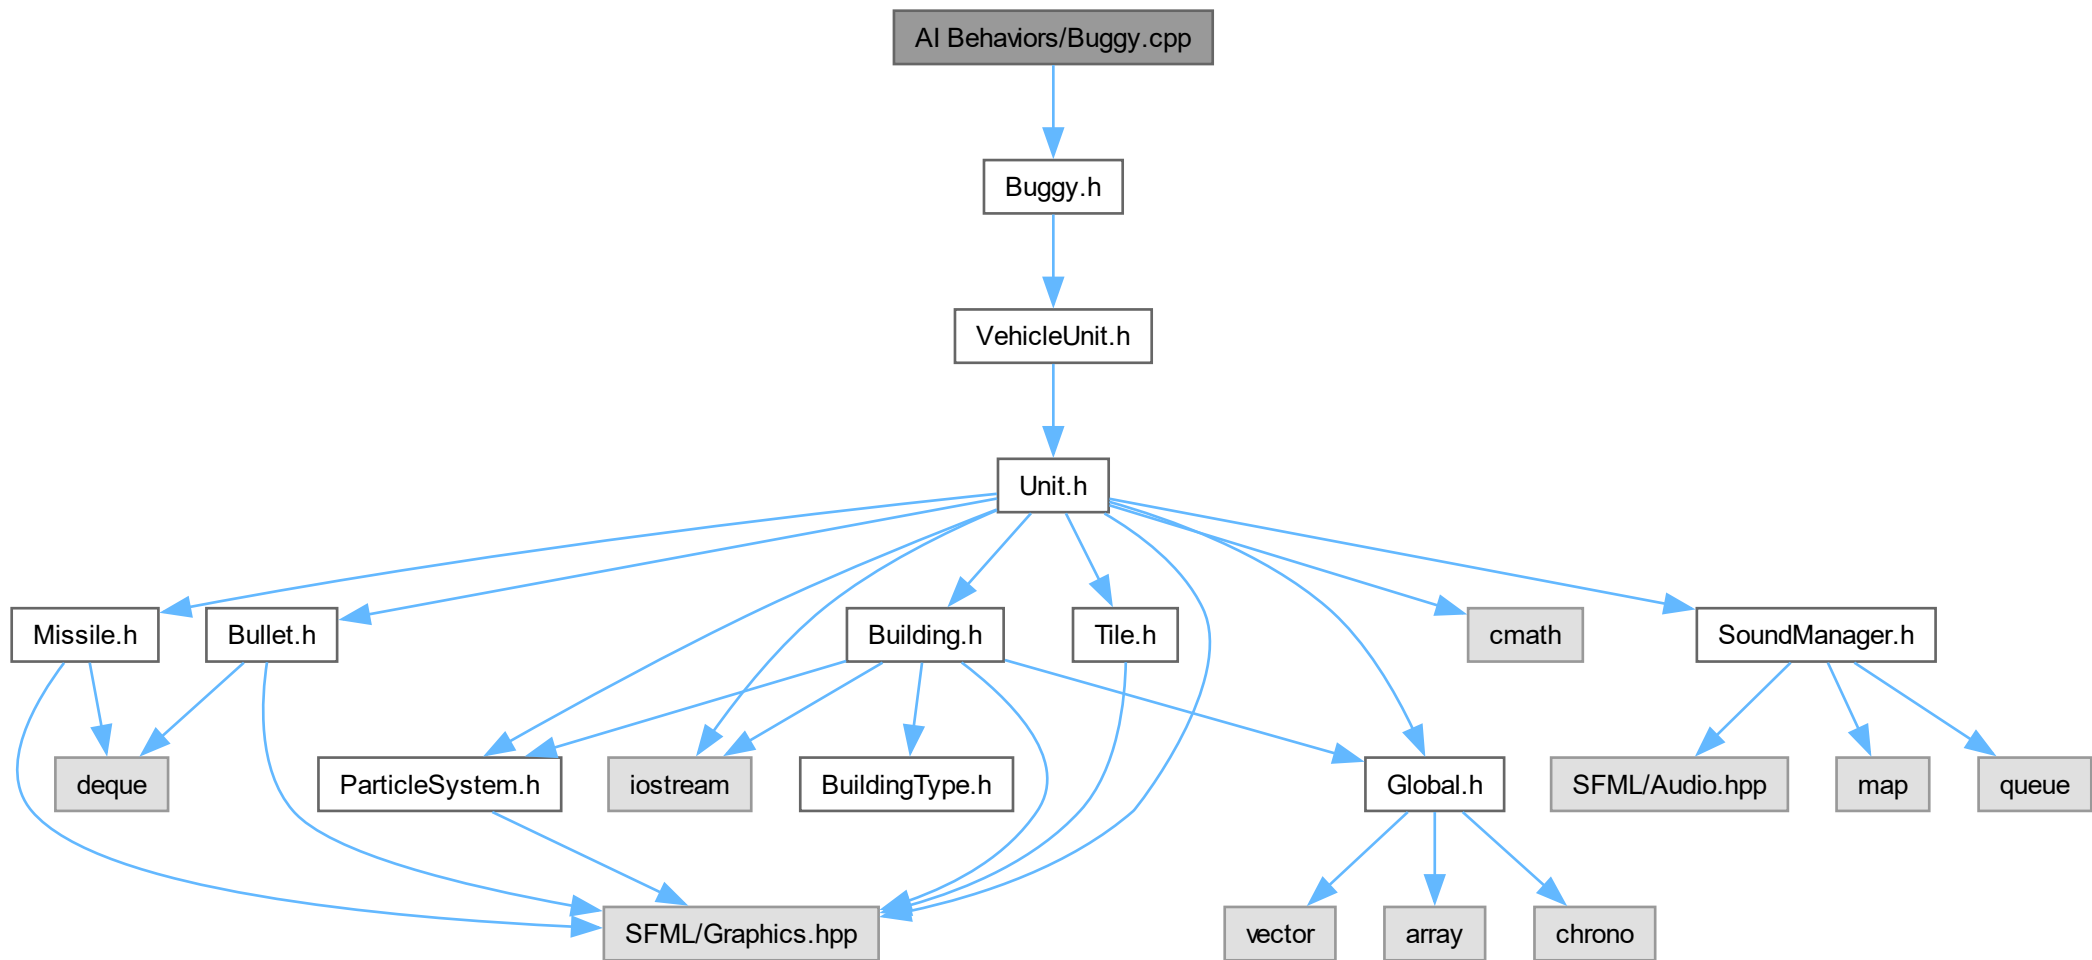 AI Behaviors/Buggy.cpp
Buggy.h
VehicleUnit.h
Unit.h
Missile.h
Bullet.h
Building.h
Tile.h
cmath
SoundManager.h
deque
ParticleSystem.h
iostream
BuildingType.h
Global.h
SFML/Audio.hpp
map
queue
SFML/Graphics.hpp
vector
array
chrono